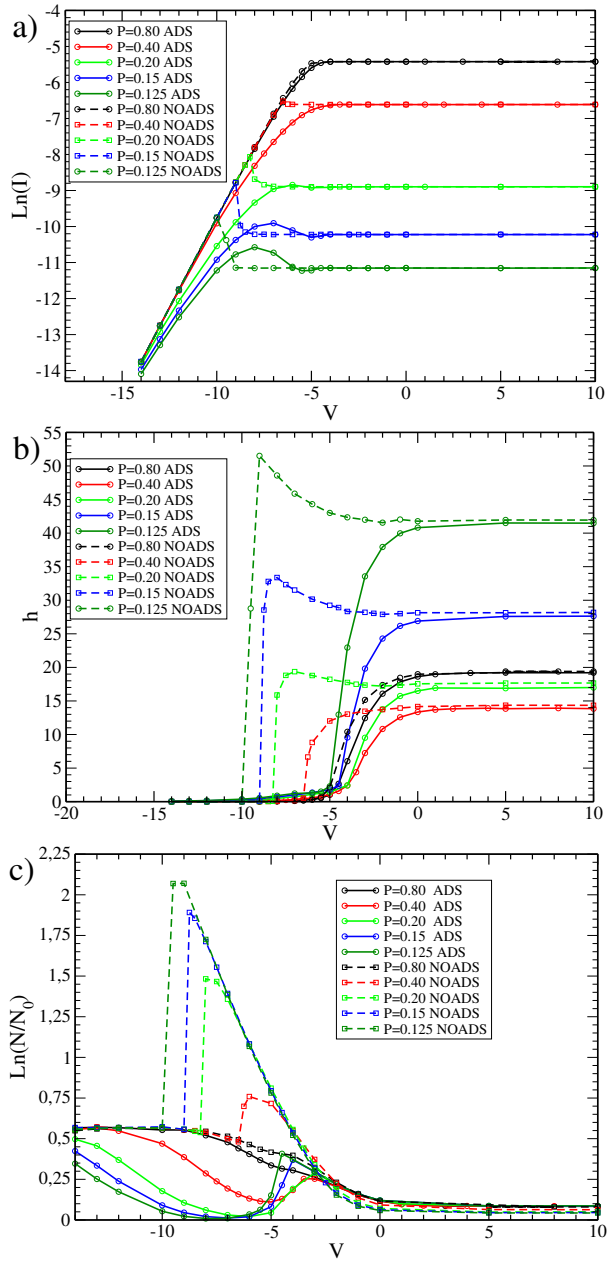 a)
-4
-5
-6
-7
-8
-9
-10
-11
-12
-13
-14
Ln(I)
P=0.80 ADS
P=0.40 ADS
P=0.20 ADS
P=0.15 ADS
P=0.125 ADS
P=0.80 NOADS
P=0.40 NOADS
P=0.20 NOADS
P=0.15 NOADS
P=0.125 NOADS
-15 -10 -5 0 5 10
V
b)
55
50
45
40
35
30
25
20
15
10
5
0
h
P=0.80 ADS
P=0.40 ADS
P=0.20 ADS
P=0.15 ADS
P=0.125 ADS
P=0.80 NOADS
P=0.40 NOADS
P=0.20 NOADS
P=0.15 NOADS
P=0.125 NOADS
-20 -15 -10 -5 0 5 10
V
c)
2,25
2
1,75
1,5
1,25
1
0,75
0,5
0,25
0
Ln(N/N0)
P=0.80 ADS
P=0.40 ADS
P=0.20 ADS
P=0.15 ADS
P=0.125 ADS
P=0.80 NOADS
P=0.40 NOADS
P=0.20 NOADS
P=0.15 NOADS
P=0.125 NOADS
-10 -5 0 5 10
V